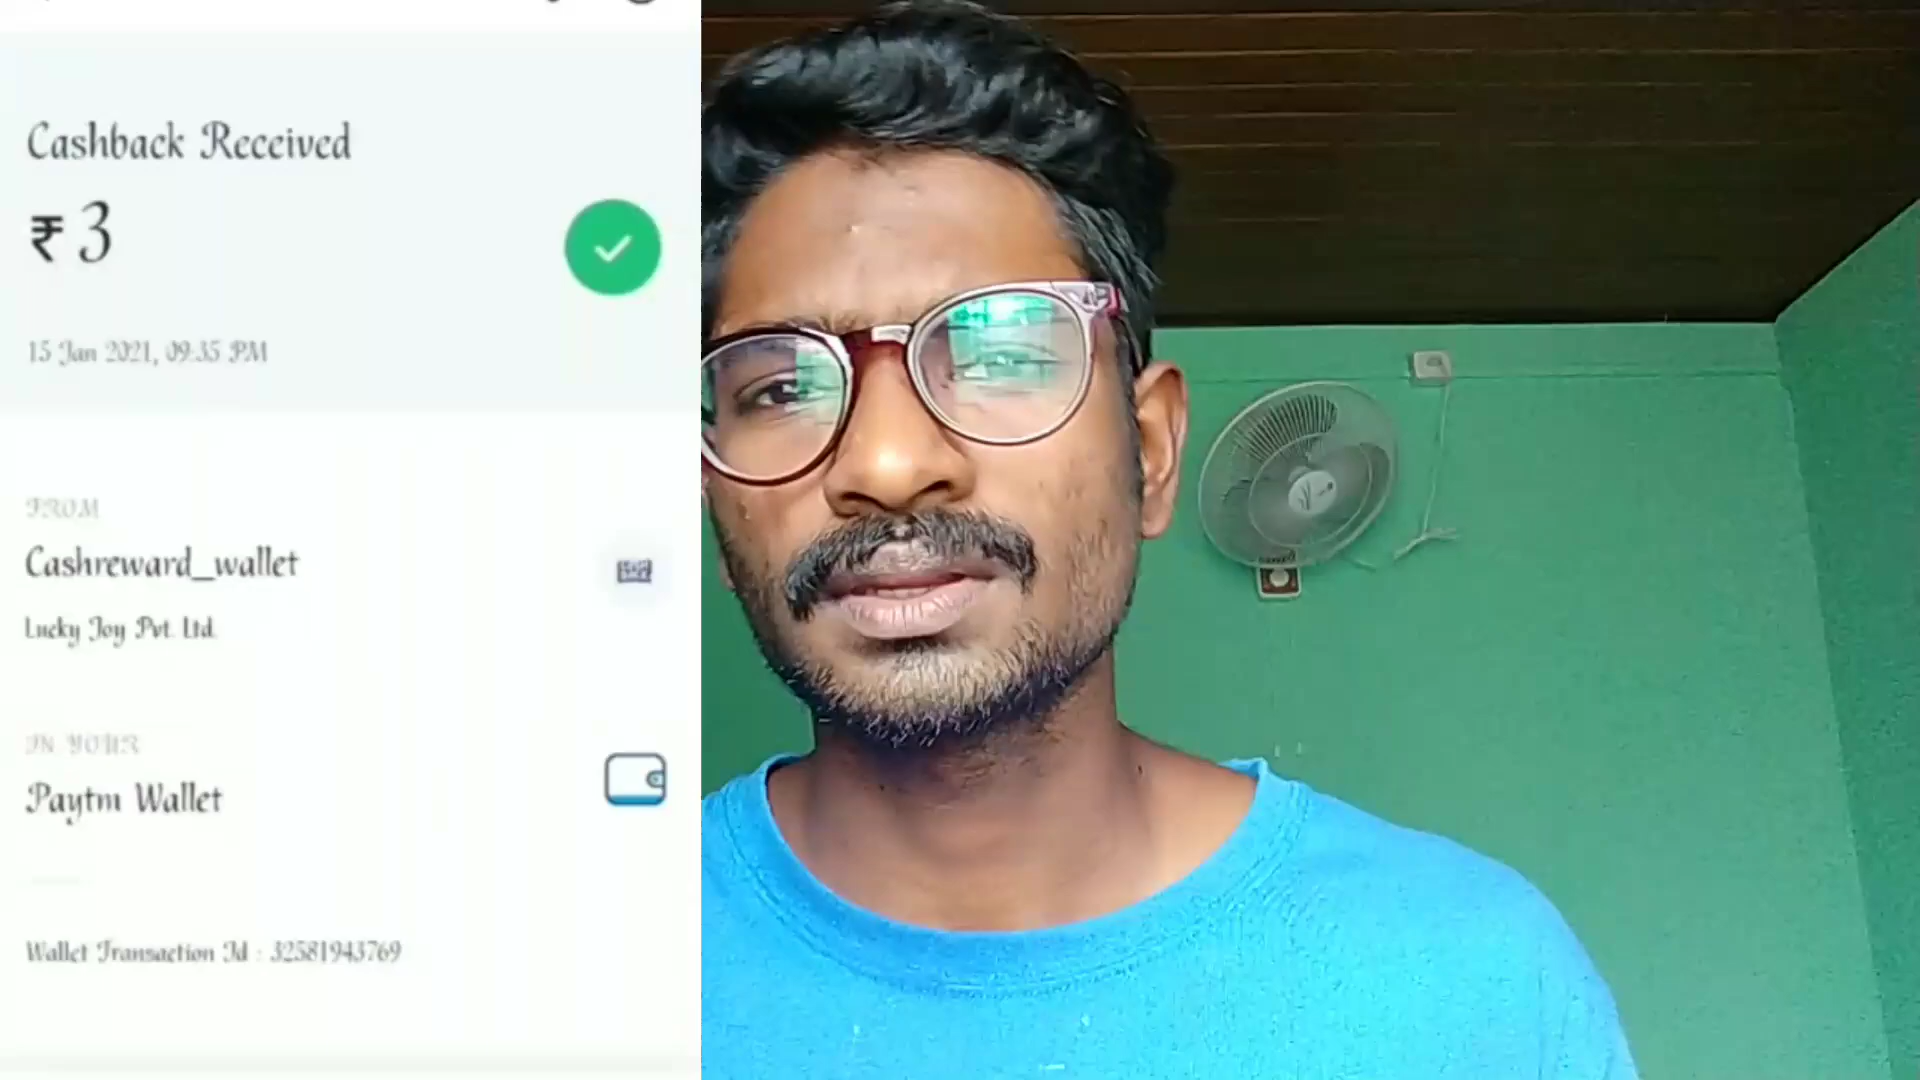 Cashback Received
₹ 3
15 Jan 2021, 09:35 PM
FROM
Cashreward_wallet
Lucky Joy Pvt. Ltd.
IN YOUR
Paytm Wallet
Wallet Transaction Id : 32581943769